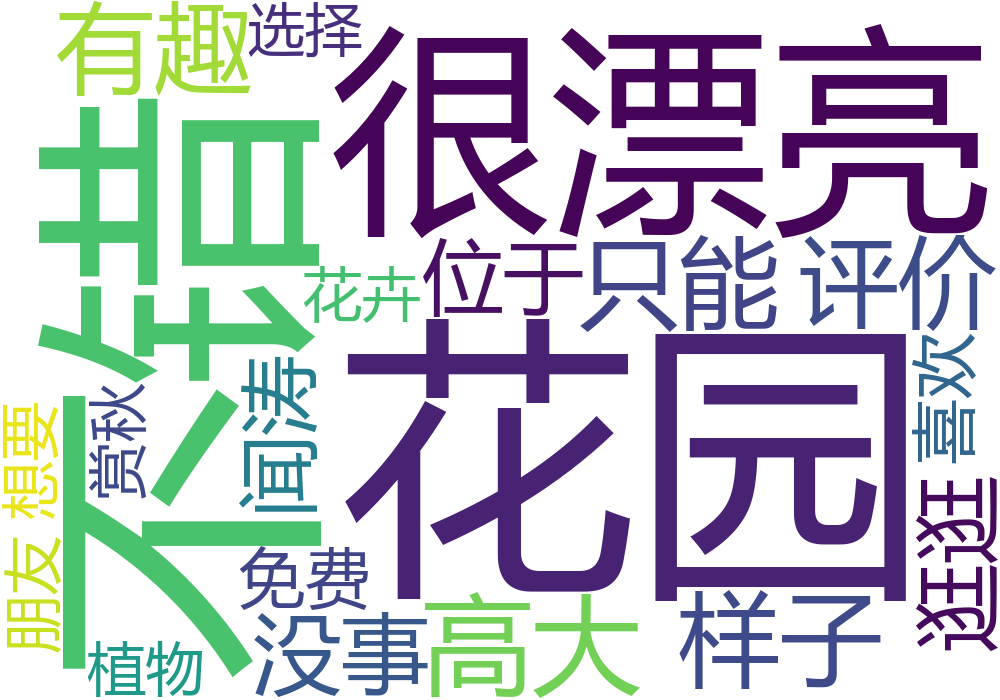 有趣
选择
很漂亮
不错
花卉
位于
只能
评价
花园
喜欢
闻涛
赏秋
想要
朋友
逛逛
免费
植物
没事
高大
样子